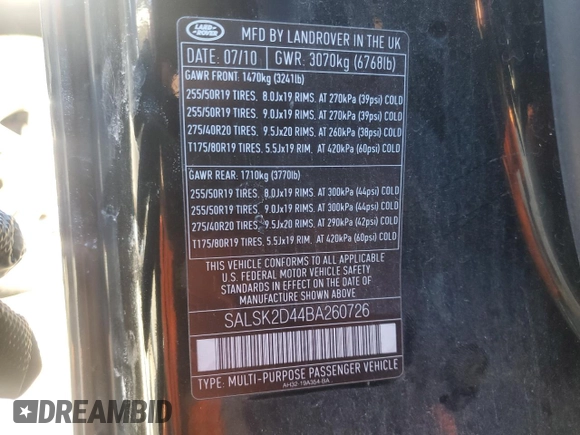 LAND
ROVER
MFD BY LANDROVER IN THE UK
DATE: 07/10 GWR: 3070kg (6768lb)
GAWR FRONT: 1470kg (3241lb)
255/50R19 TIRES, 8.0Jx19 RIMS, AT 270kPa (39psi) COLD
255/50R19 TIRES, 9.0Jx19 RIMS, AT 270kPa (39psi) COLD
275/40R20 TIRES, 9.5Jx20 RIMS, AT 260kPa (38psi) COLD
T175/80R19 TIRES, 5.5Jx19 RIM, AT 420kPa (60psi) COLD
GAWR REAR: 1710kg (3770lb)
255/50R19 TIRES, 8.0Jx19 RIMS, AT 300kPa (44psi) COLD
255/50R19 TIRES, 9.0Jx19 RIMS, AT 300kPa (44psi) COLD
275/40R20 TIRES, 9.5Jx20 RIMS, AT 290kPa (42psi) COLD
T175/80R19 TIRES, 5.5Jx19 RIM, AT 420kPa (60psi) COLD
THIS VEHICLE CONFORMS TO ALL APPLICABLE
U.S. FEDERAL MOTOR VEHICLE SAFETY
STANDARDS IN EFFECT ON THE DATE OF
MANUFACTURE SHOWN ABOVE
SALSK2D44BA260726
TYPE: MULTI-PURPOSE PASSENGER VEHICLE
AH32-19A354-BA
DREAMBID